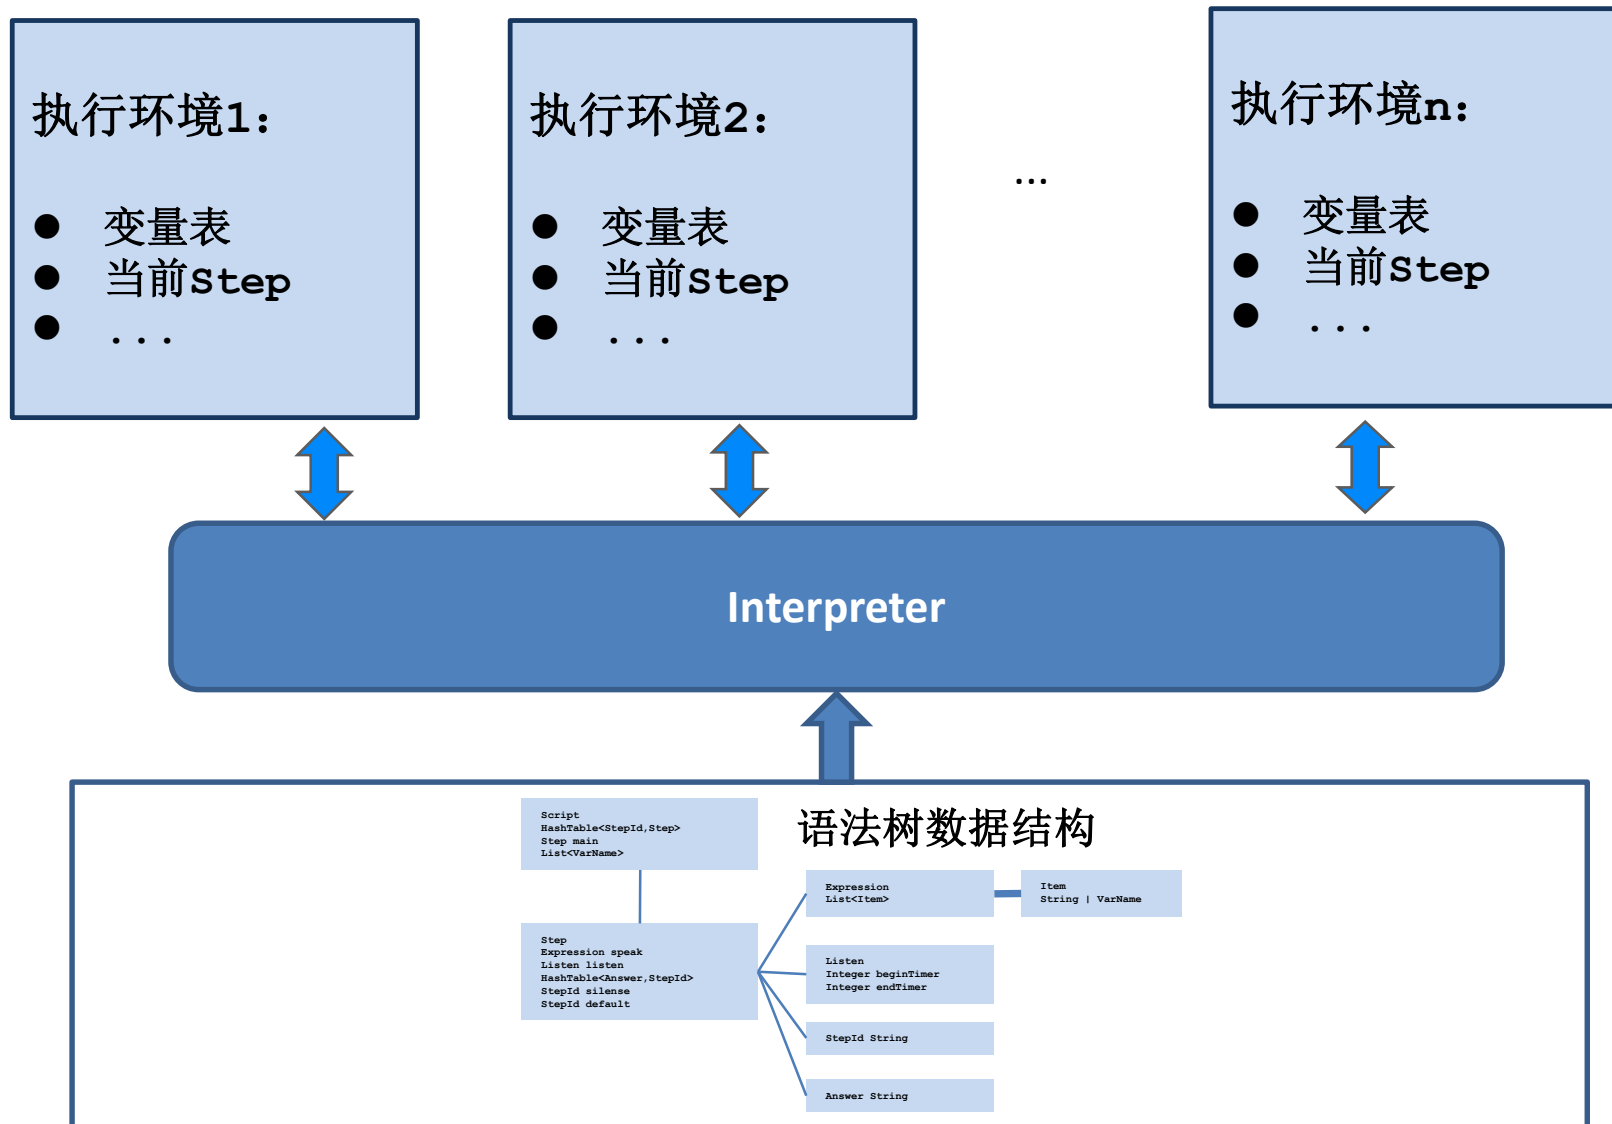 执行环境1：
● 变量表
● 当前Step
● ...
执行环境2：
● 变量表
● 当前Step
● ...
...
执行环境n：
● 变量表
● 当前Step
● ...
Interpreter
语法树数据结构
Script
HashTable<StepId,Step>
Step main
List<VarName>
Step
Expression speak
Listen listen
HashTable<Answer,StepId>
StepId silense
StepId default
Expression
List<Item>
Item
String | VarName
Listen
Integer beginTimer
Integer endTimer
StepId String
Answer String